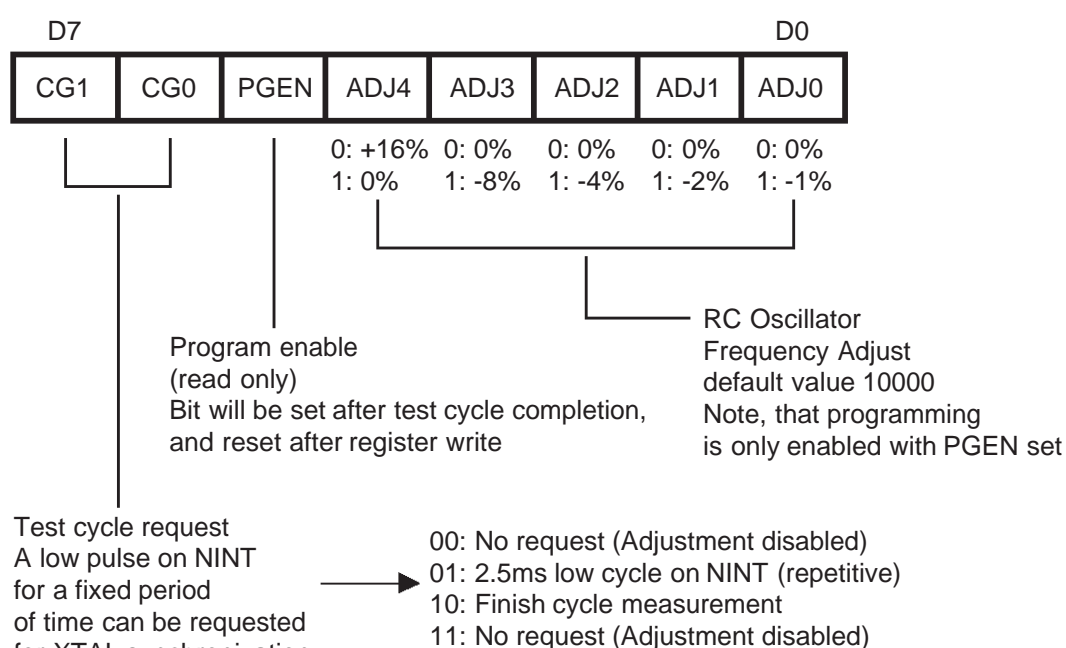 D7 D0
CG1 CG0 PGEN ADJ4 ADJ3 ADJ2 ADJ1 ADJ0
0: +16% 0: 0% 0: 0% 0: 0% 0: 0%
1: 0% 1: -8% 1: -4% 1: -2% 1: -1%
RC Oscillator
Frequency Adjust
default value 10000
Note, that programming
is only enabled with PGEN set
Program enable
(read only)
Bit will be set after test cycle completion,
and reset after register write
Test cycle request
A low pulse on NINT
for a fixed period
of time can be requested
for XTAL
00: No request (Adjustment disabled)
01: 2.5ms low cycle on NINT (repetitive)
10: Finish cycle measurement
11: No request (Adjustment disabled)